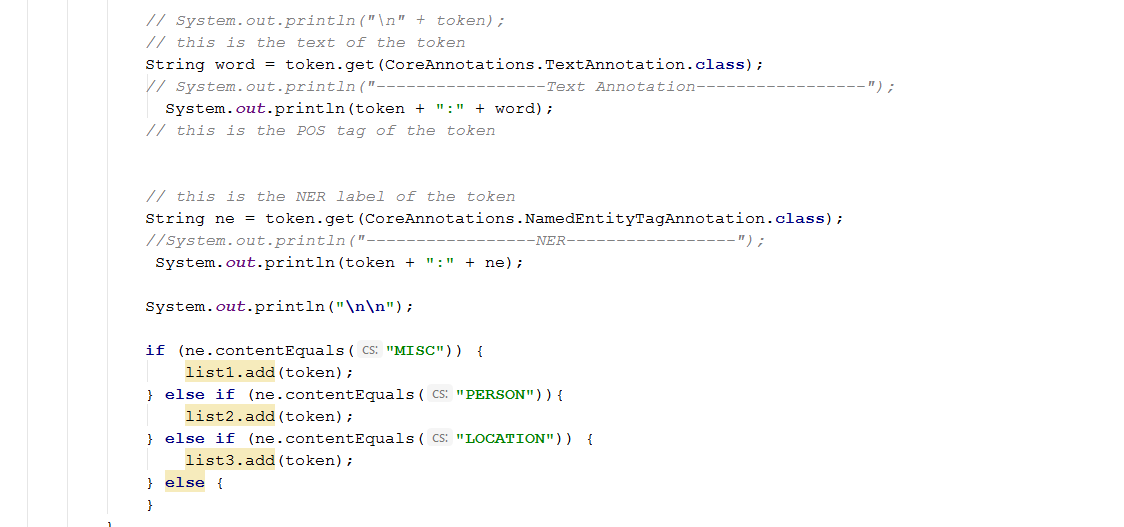 // System.out.println("\n" + token);
// this is the text of the token
String word = token.get(CoreAnnotations.TextAnnotation.class);
// System.out.println("-----------------Text Annotation-----------------");
System.out.println(token + ":" + word);
// this is the POS tag of the token
// this is the NER label of the token
String ne = token.get(CoreAnnotations.NamedEntityTagAnnotation.class);
//System.out.println("-----------------NER-----------------");
System.out.println(token + ":" + ne);
System.out.println("\n\n");
if (ne.contentEquals( cs: "MISC")) {
list1.add(token);
} else if (ne.contentEquals( cs: "PERSON")){
list2.add(token);
} else if (ne.contentEquals( cs: "LOCATION")) {
list3.add(token);
} else {
}